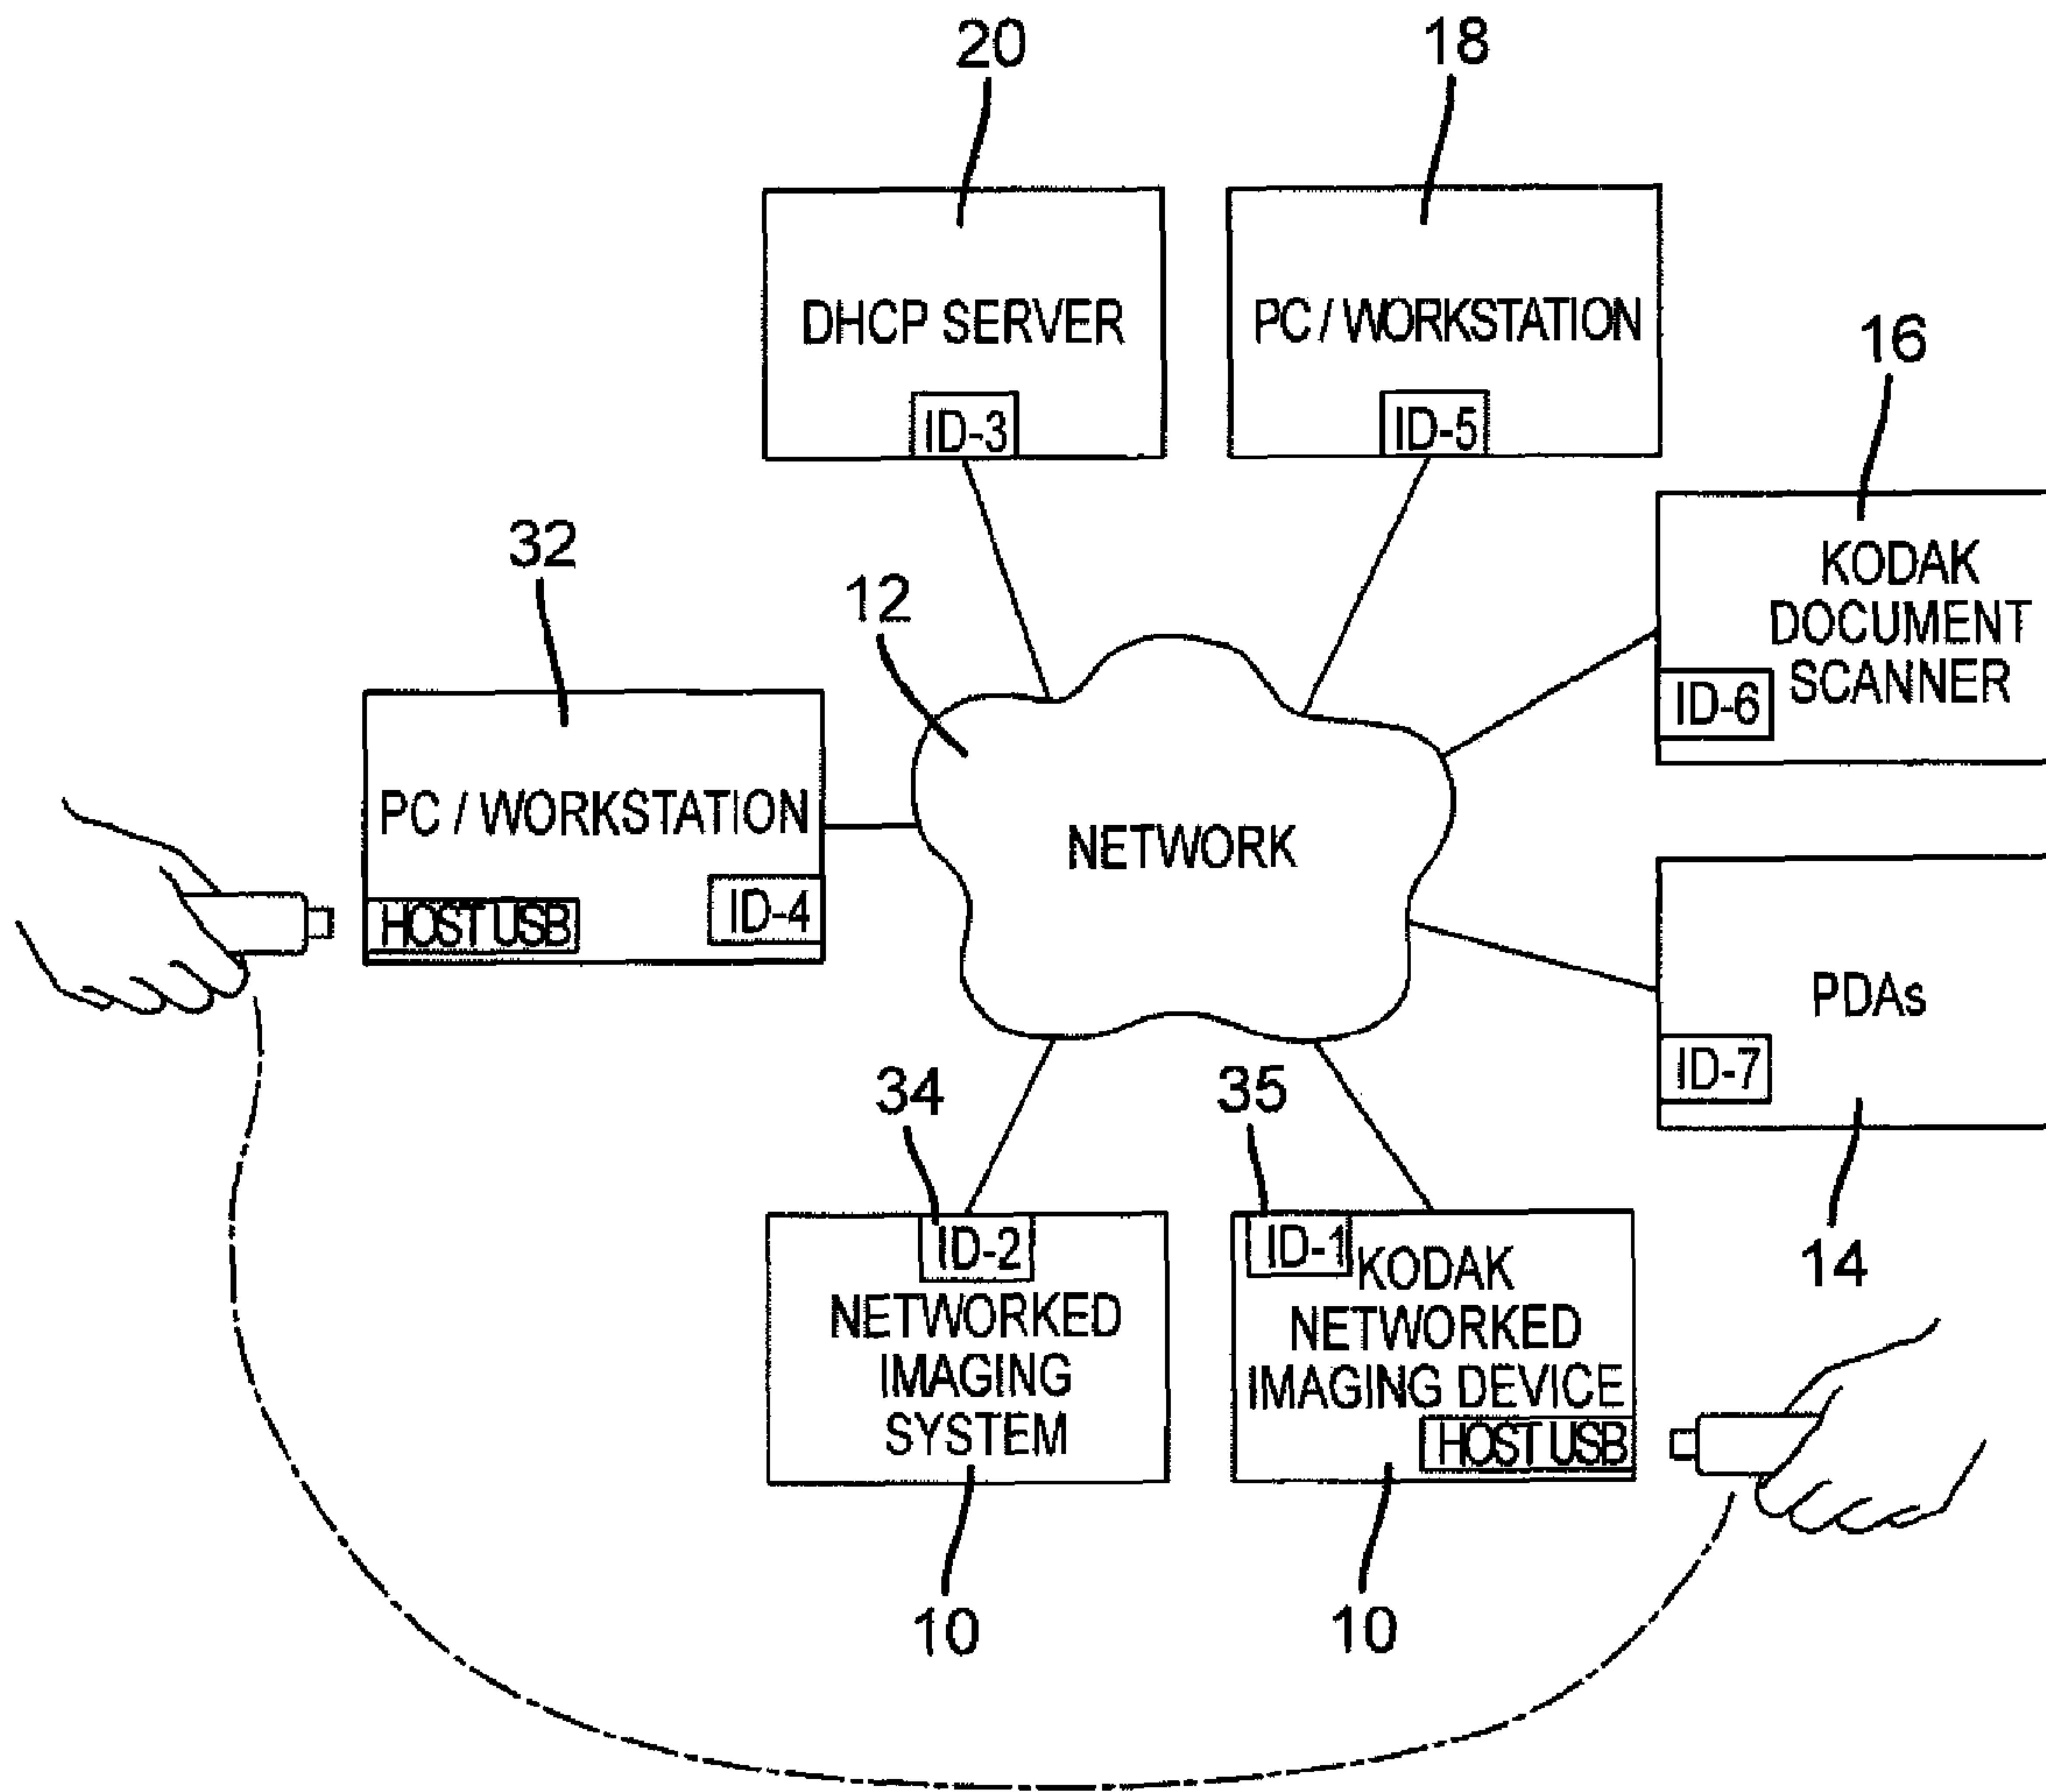 20
18
DHCP SERVER
ID-3
PC / WORKSTATION
ID-5
16
KODAK
DOCUMENT
SCANNER
ID-6
32
12
PC / WORKSTATION
HOST USB
ID-4
NETWORK
PDAs
ID-7
14
34
35
ID-2
NETWORKED
IMAGING
SYSTEM
10
ID-1
KODAK
NETWORKED
IMAGING DEVICE
HOST USB
10